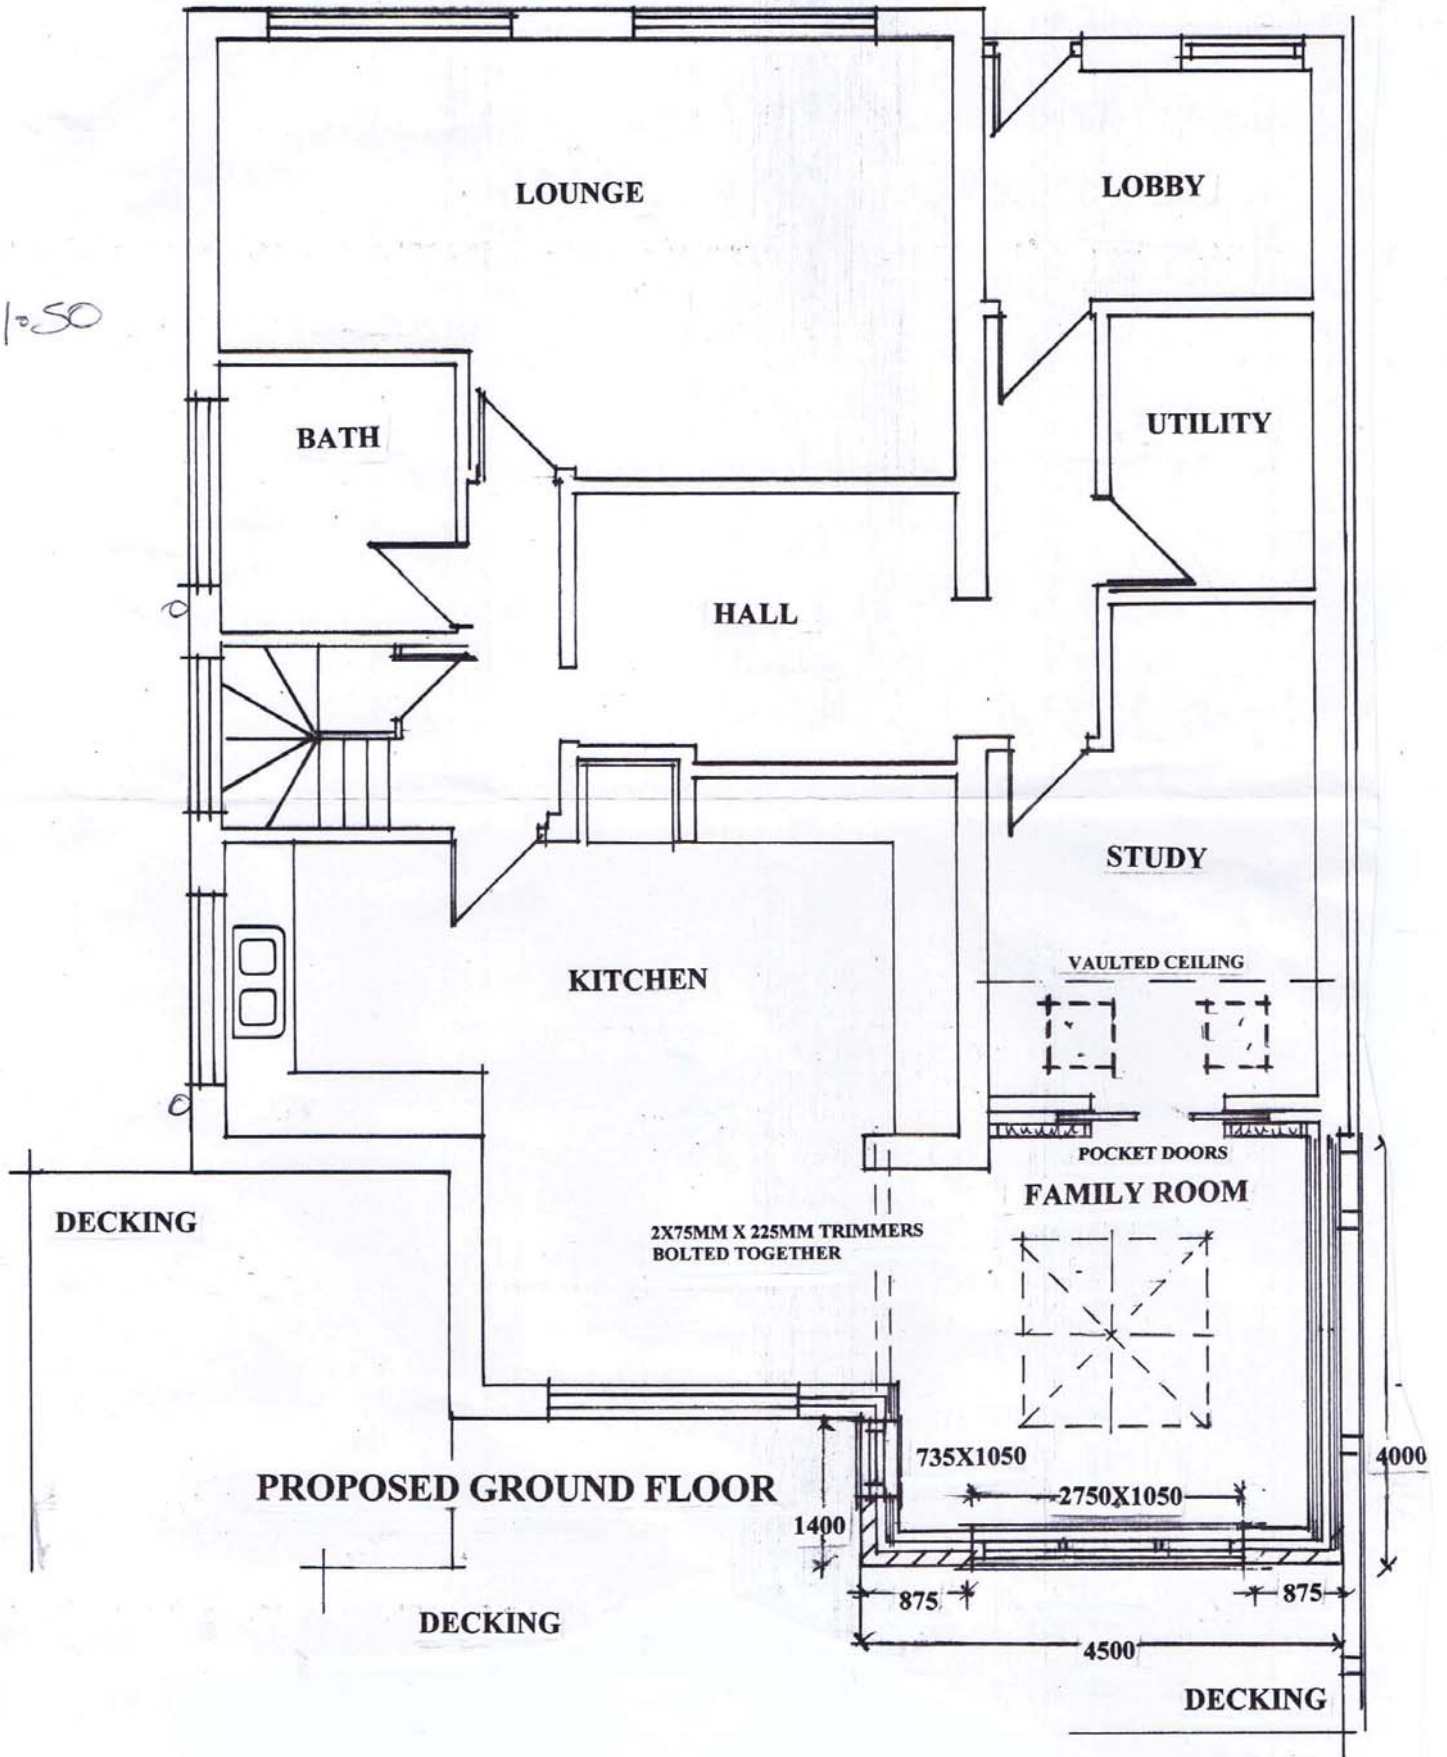 LOUNGE
LOBBY
1:50
BATH
UTILITY
HALL
STUDY
VAULTED CEILING
KITCHEN
POCKET DOORS
FAMILY ROOM
DECKING
2X75MM X 225MM TRIMMERS
BOLTED TOGETHER
735X1050
4000
PROPOSED GROUND FLOOR
2750X1050
1400
875
875
DECKING
4500
DECKING